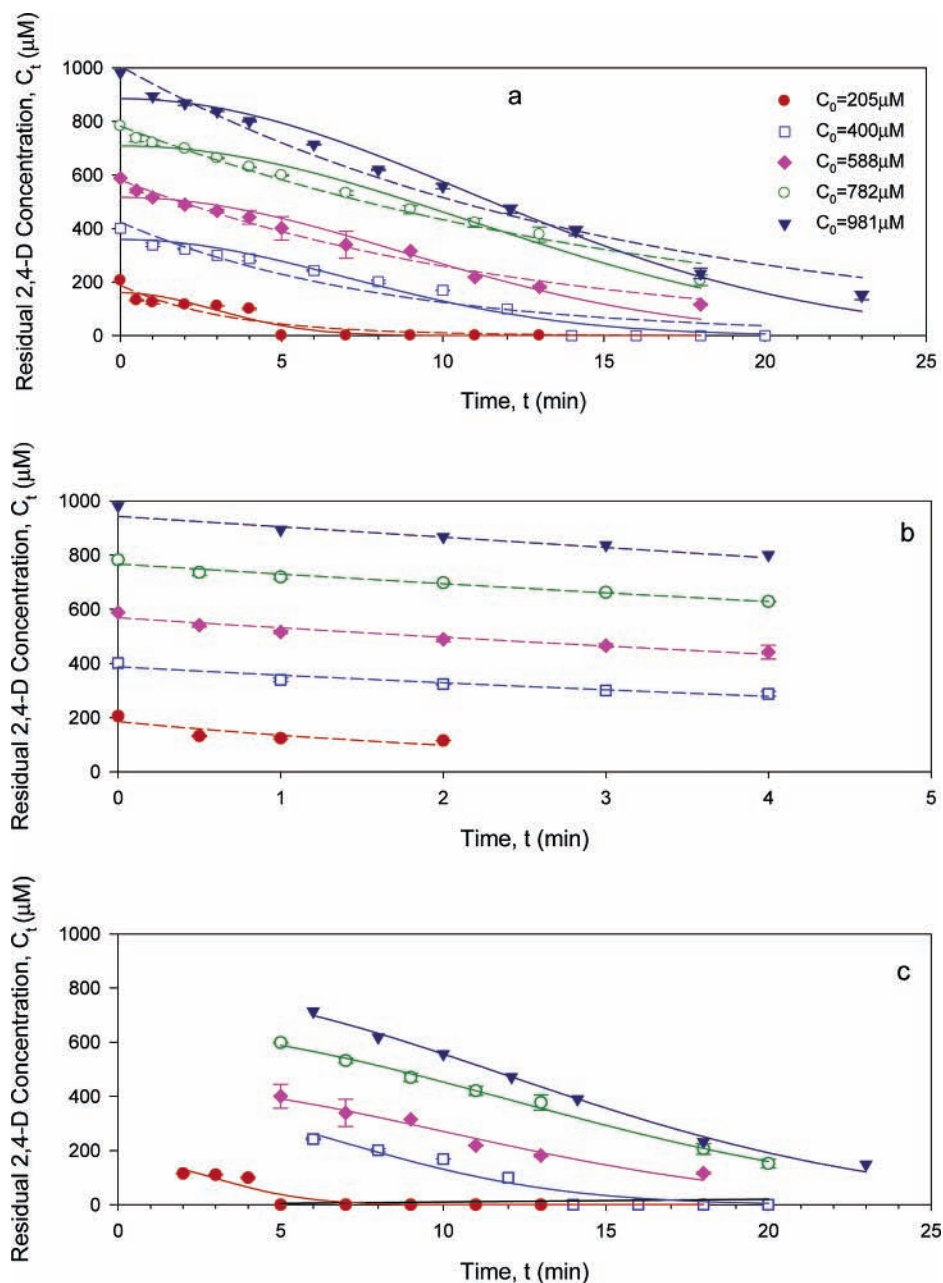 a
1000
800
600
400
200
0
Residual 2,4-D Concentration, Cₜ (μM)
C₀=205μM
C₀=400μM
C₀=588μM
C₀=782μM
C₀=981μM
0 5 10 15 20 25
Time, t (min)
b
1000
800
600
400
200
0
Residual 2,4-D Concentration, Cₜ (μM)
0 1 2 3 4 5
Time, t (min)
c
1000
800
600
400
200
0
Residual 2,4-D Concentration, Cₜ (μM)
0 5 10 15 20 25
Time, t (min)